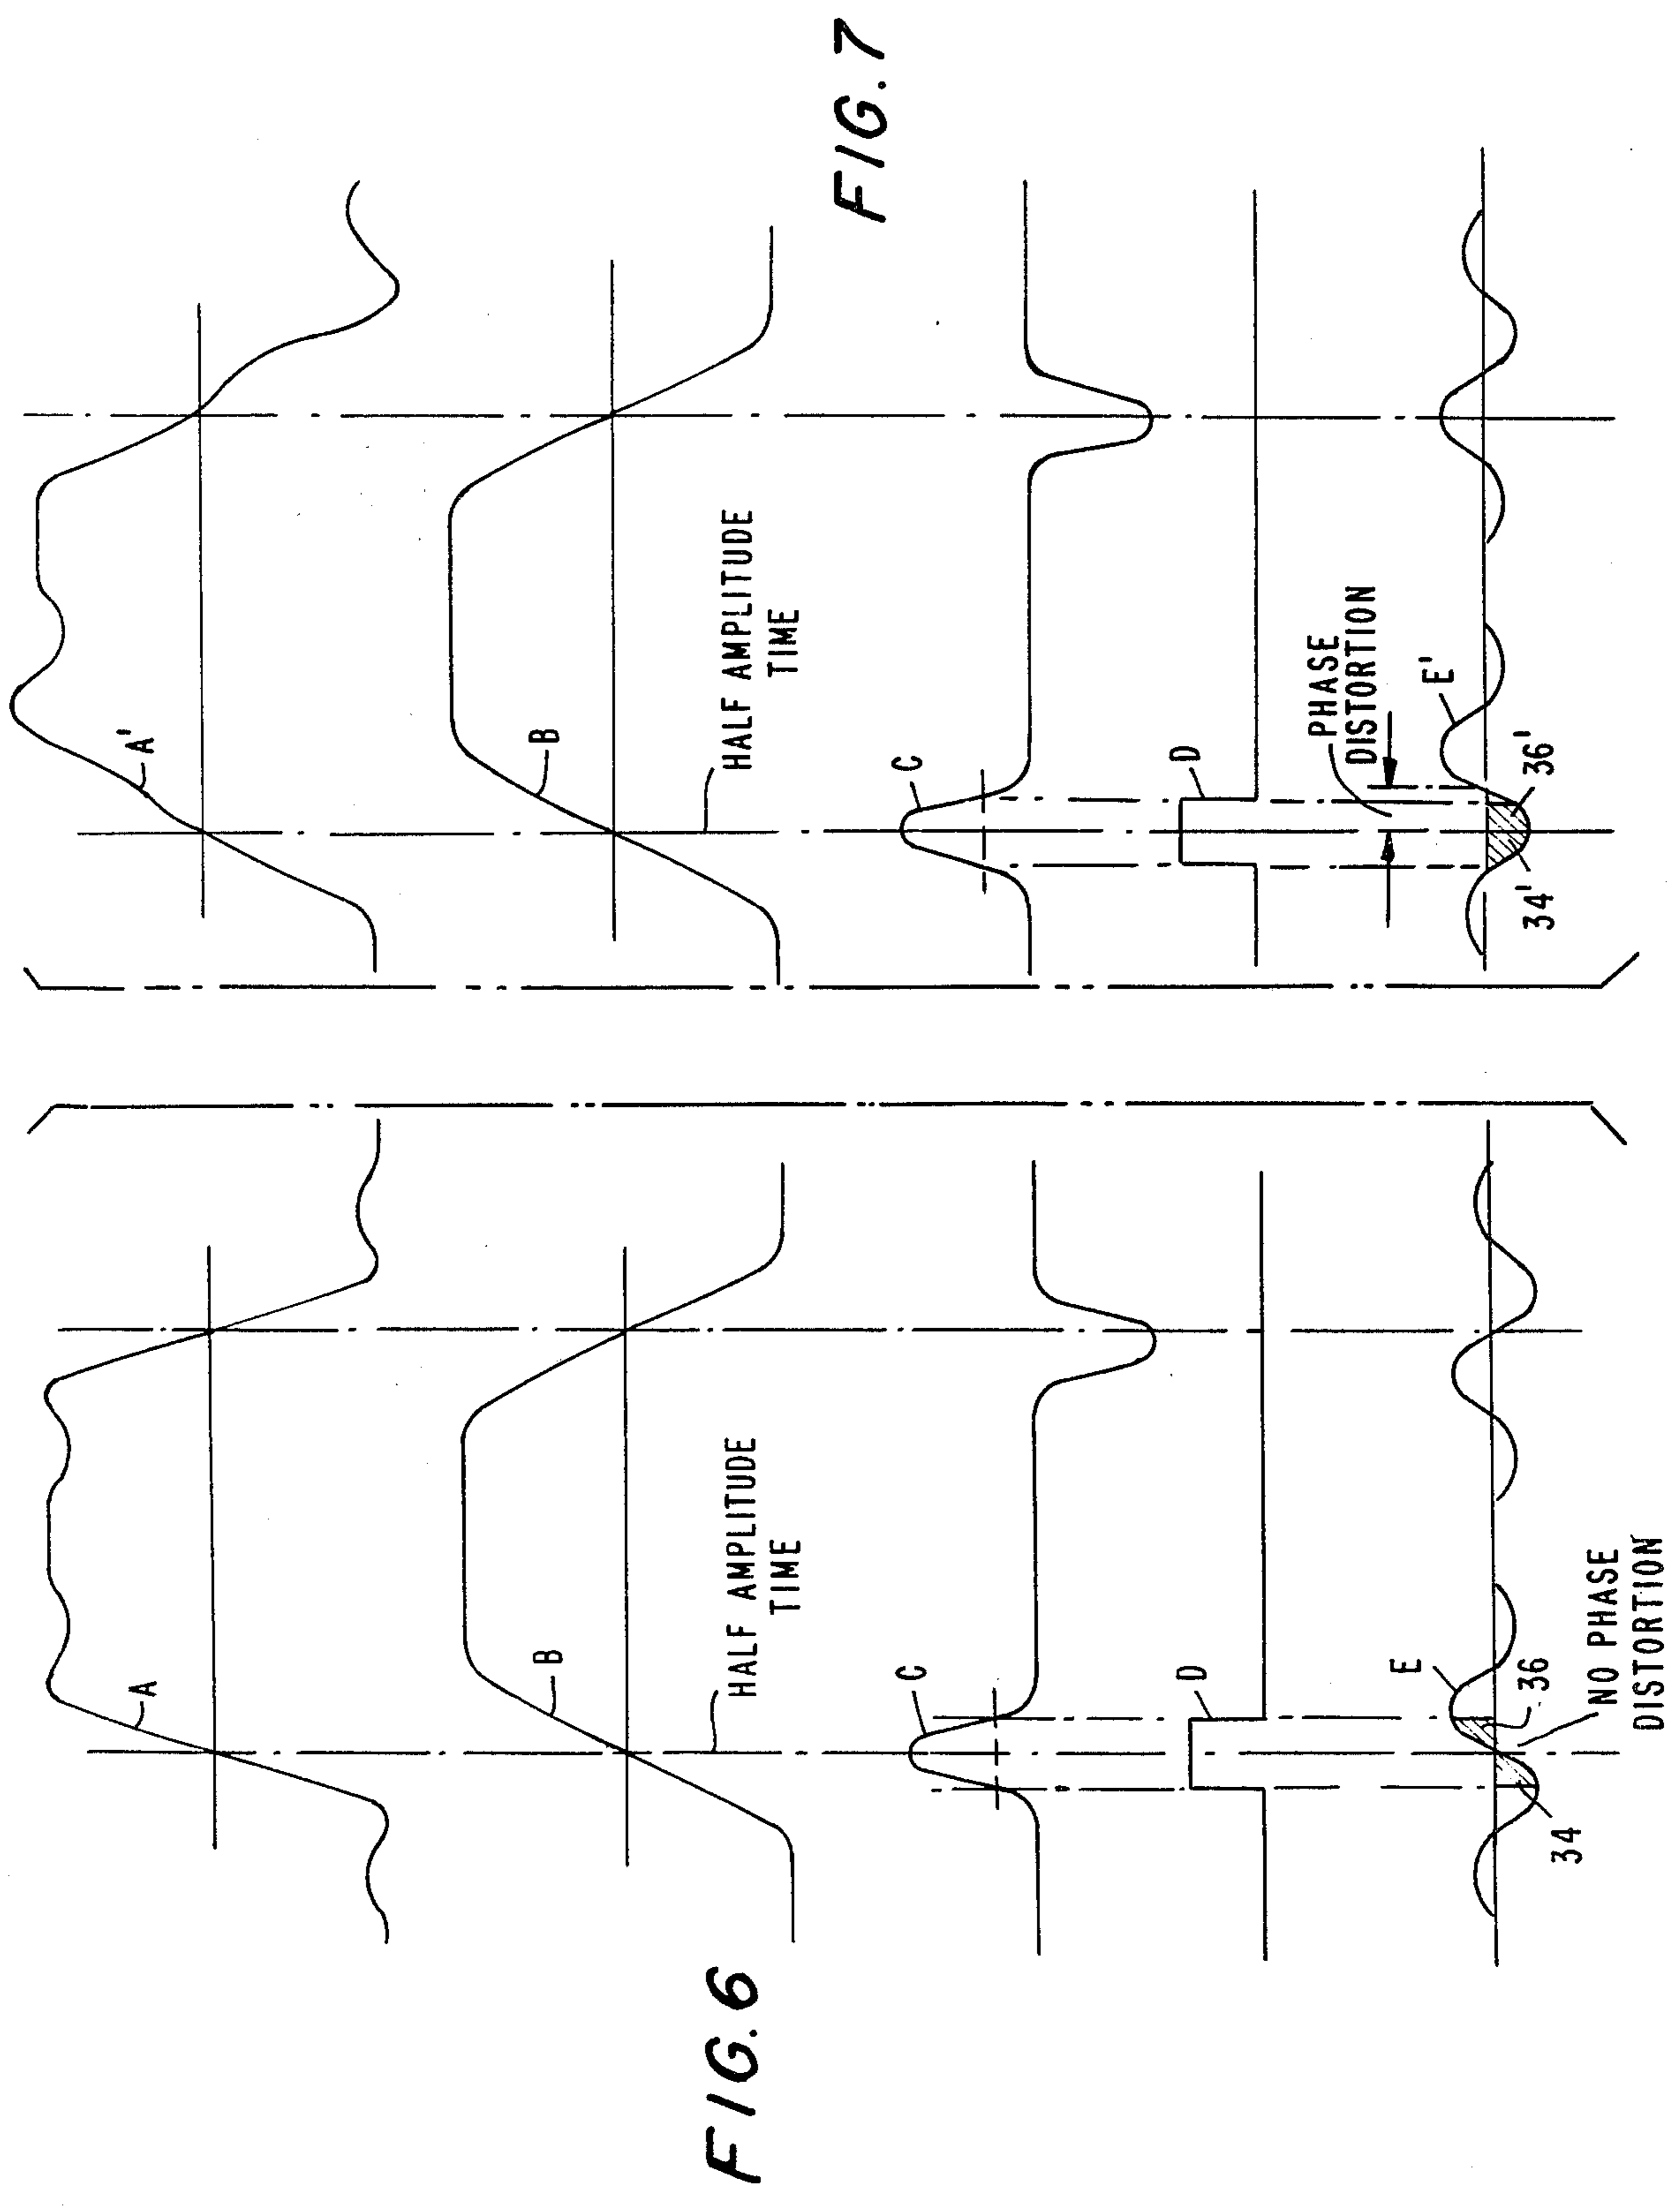 FIG.6
A
B
HALF AMPLITUDE
TIME
C
D
E
34
36
NO PHASE
DISTORTION
FIG.7
A'
B
HALF AMPLITUDE
TIME
C
D
PHASE
DISTORTION
E'
34'
36'